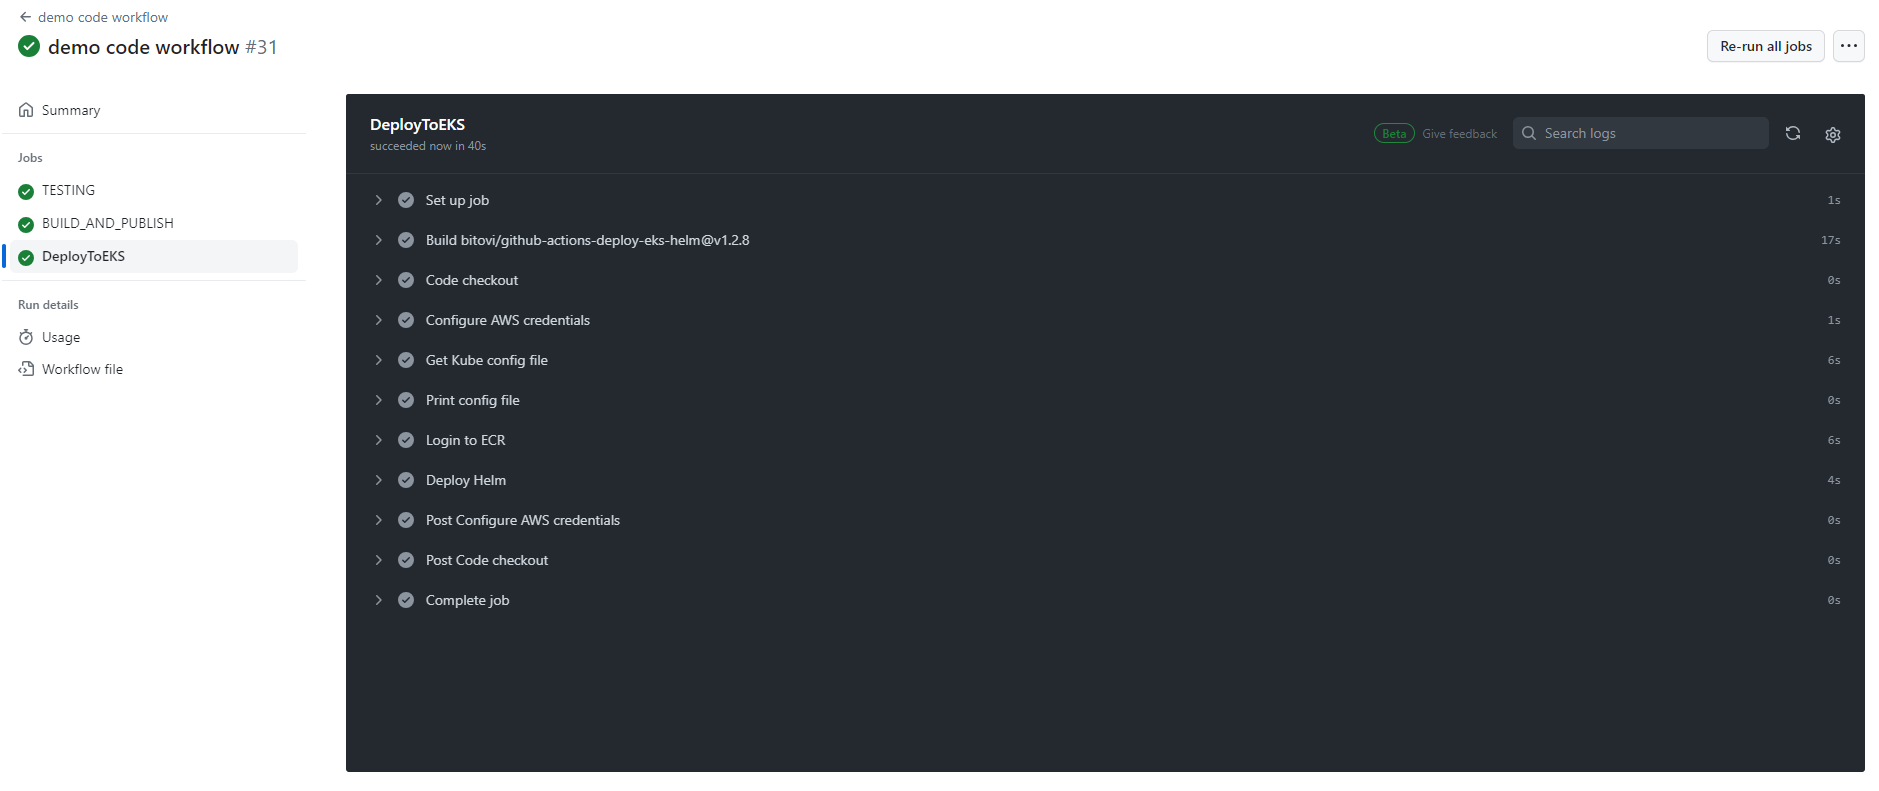 demo code workflow
demo code workflow #31
Re-run all jobs
Summary
Jobs
TESTING
BUILD_AND_PUBLISH
DeployToEKS
Run details
Usage
Workflow file
DeployToEKS
succeeded now in 40s
Beta Give feedback
Search logs
Set up job 1s
Build bitovi/github-actions-deploy-eks-helm@v1.2.8 17s
Code checkout 0s
Configure AWS credentials 1s
Get Kube config file 6s
Print config file 0s
Login to ECR 6s
Deploy Helm 4s
Post Configure AWS credentials 0s
Post Code checkout 0s
Complete job 0s